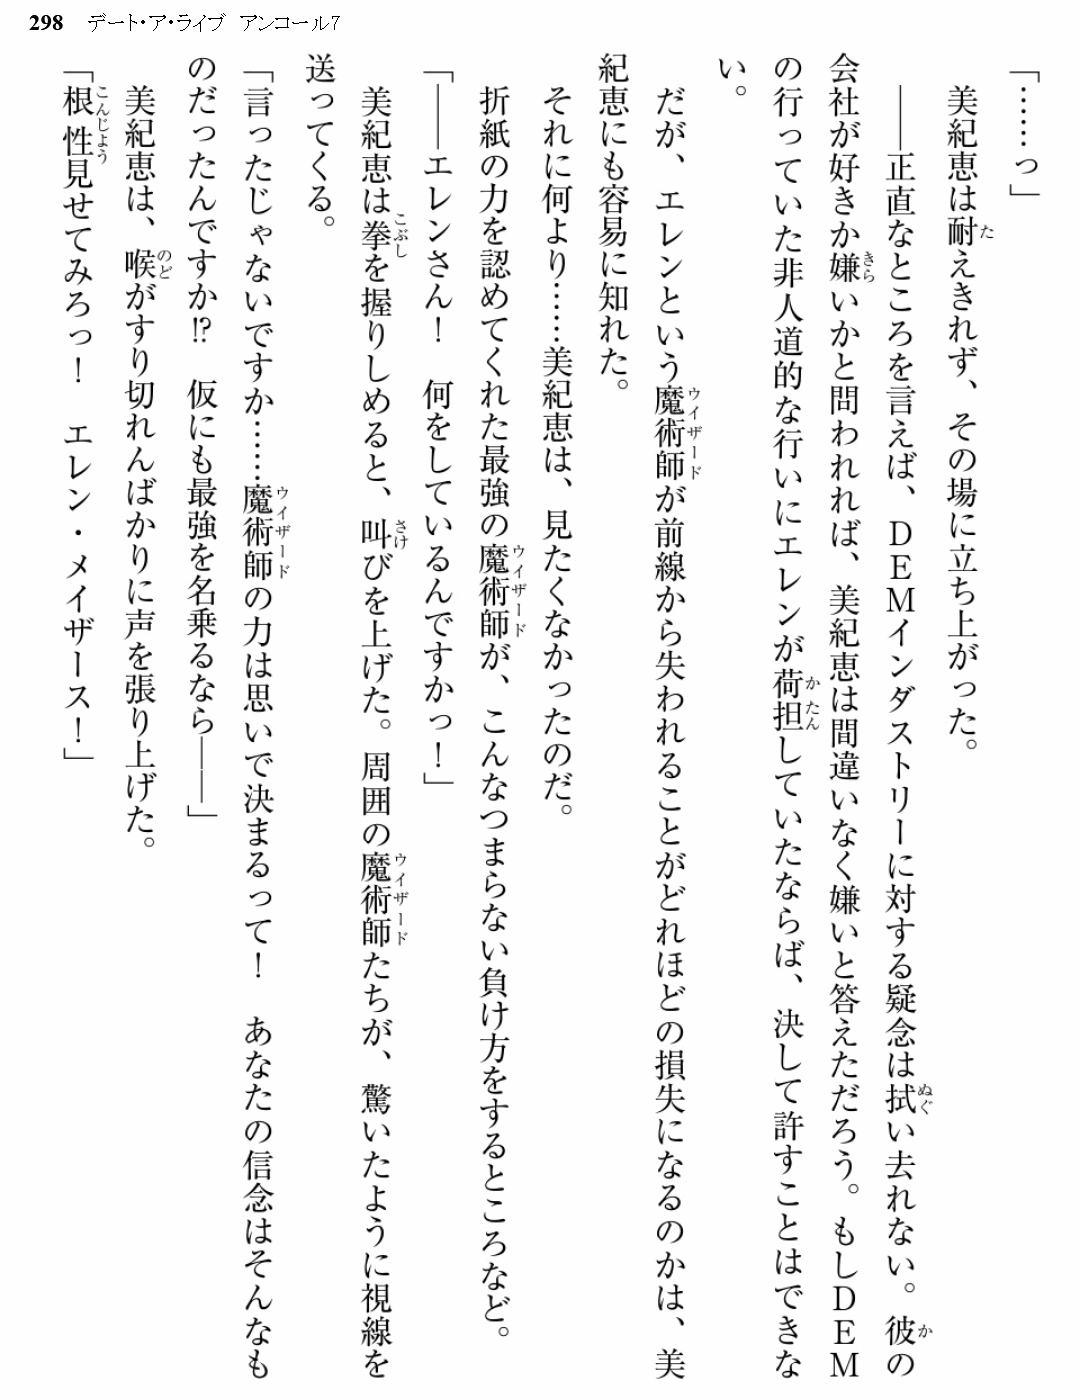 298 デート・ア・ライブ アンコール7
「……っ」
　美紀恵は耐えきれず、その場に立ち上がった。
　――正直なところを言えば、ＤＥＭインダストリーに対する疑念は拭い去れない。彼の
会社が好きか嫌いかと問われれば、美紀恵は間違いなく嫌いと答えただろう。もしＤＥＭ
の行っていた非人道的な行いにエレンが荷担していたならば、決して許すことはできな
い。
　だが、エレンという魔術師が前線から失われることがどれほどの損失になるのかは、美
紀恵にも容易に知れた。
　それに何より……美紀恵は、見たくなかったのだ。
　折紙の力を認めてくれた最強の魔術師が、こんなつまらない負け方をするところなど。
「――エレンさん！　何をしているんですかっ！」
　美紀恵は拳を握りしめると、叫びを上げた。周囲の魔術師たちが、驚いたように視線を
送ってくる。
「言ったじゃないですか……魔術師の力は思いで決まるって！　あなたの信念はそんなも
のだったんですか!?　仮にも最強を名乗るなら――」
　美紀恵は、喉がすり切れんばかりに声を張り上げた。
「根性見せてみろっ！　エレン・メイザース！」